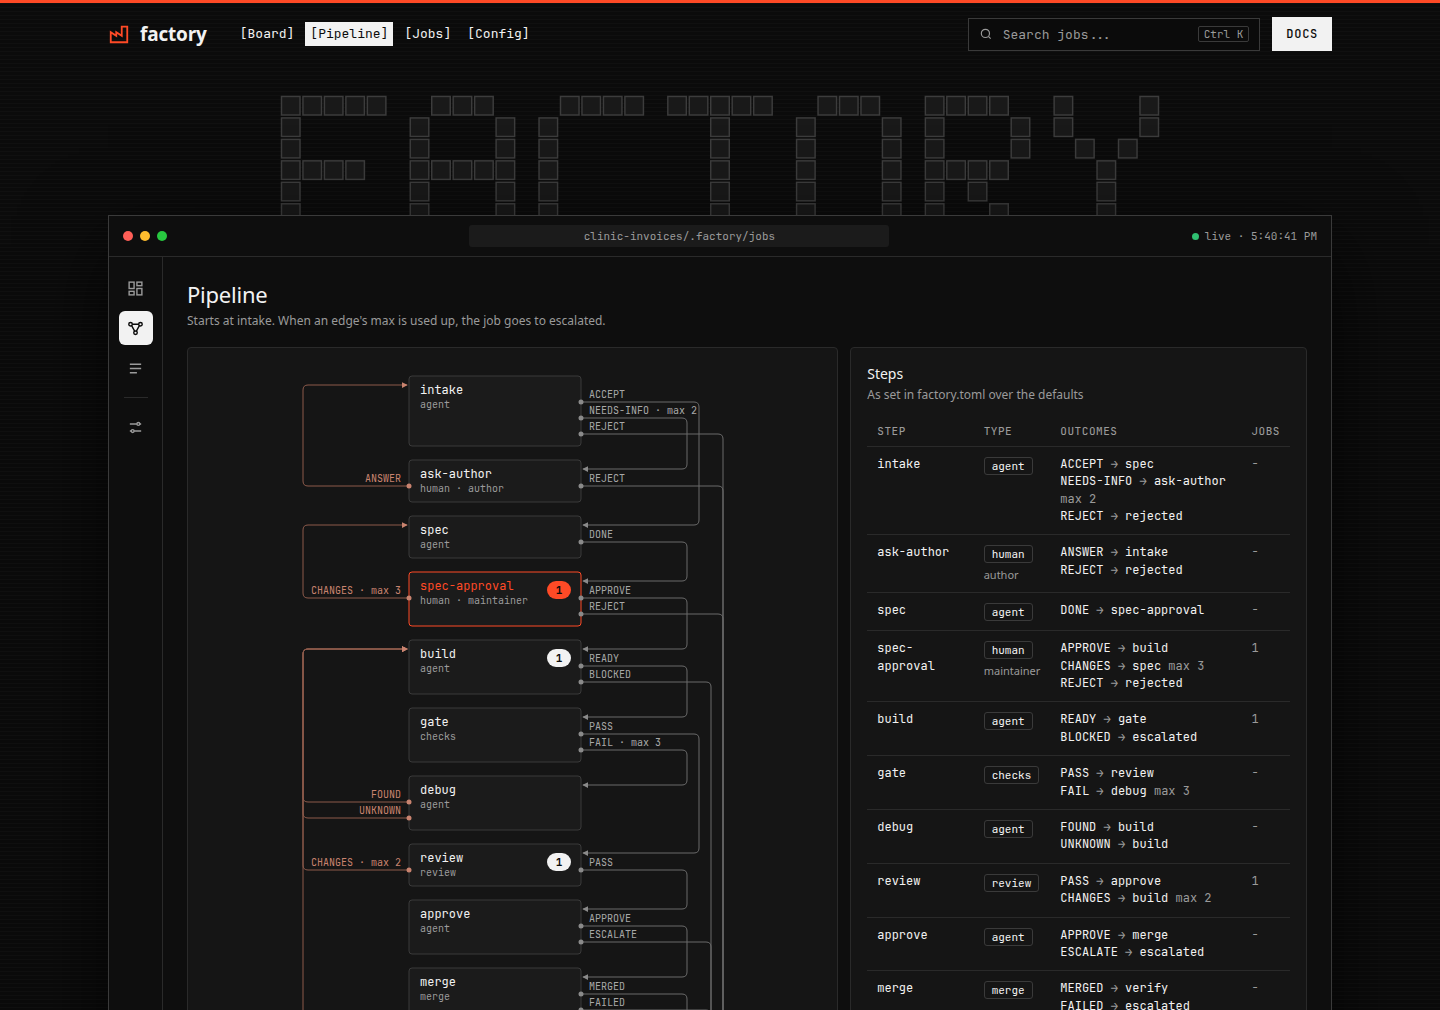 factory
[Board] [Pipeline] [Jobs] [Config]
Search jobs...
Ctrl K
DOCS
FACTORY
clinic-invoices/.factory/jobs
live · 5:40:41 PM
Pipeline
Starts at intake. When an edge's max is used up, the job goes to escalated.
intake
agent
ACCEPT
NEEDS-INFO · max 2
REJECT
ask-author
human · author
ANSWER
REJECT
spec
agent
DONE
spec-approval
human · maintainer
1
CHANGES · max 3
APPROVE
REJECT
build
agent
1
READY
BLOCKED
gate
checks
PASS
FAIL · max 3
debug
agent
FOUND
UNKNOWN
review
review
1
CHANGES · max 2
PASS
approve
agent
APPROVE
ESCALATE
merge
merge
MERGED
FAILED
Steps
As set in factory.toml over the defaults
STEP TYPE OUTCOMES JOBS
intake agent ACCEPT → spec -
NEEDS-INFO → ask-author
max 2
REJECT → rejected
ask-author human ANSWER → intake -
author REJECT → rejected
spec agent DONE → spec-approval -
spec- human APPROVE → build 1
approval maintainer CHANGES → spec max 3
REJECT → rejected
build agent READY → gate 1
BLOCKED → escalated
gate checks PASS → review -
FAIL → debug max 3
debug agent FOUND → build -
UNKNOWN → build
review review PASS → approve 1
CHANGES → build max 2
approve agent APPROVE → merge -
ESCALATE → escalated
merge merge MERGED → verify -
FAILED → escalated